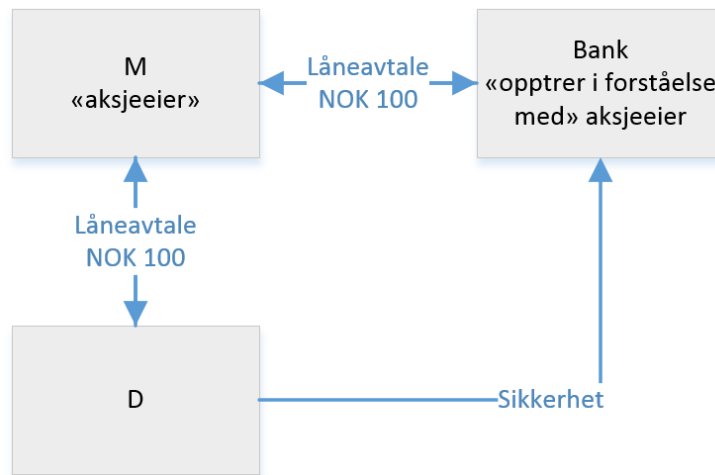 M
«aksjeeier»
Låneavtale
NOK 100
Bank
«opptrer i forståelse
med» aksjeeier
Låneavtale
NOK 100
D
Sikkerhet